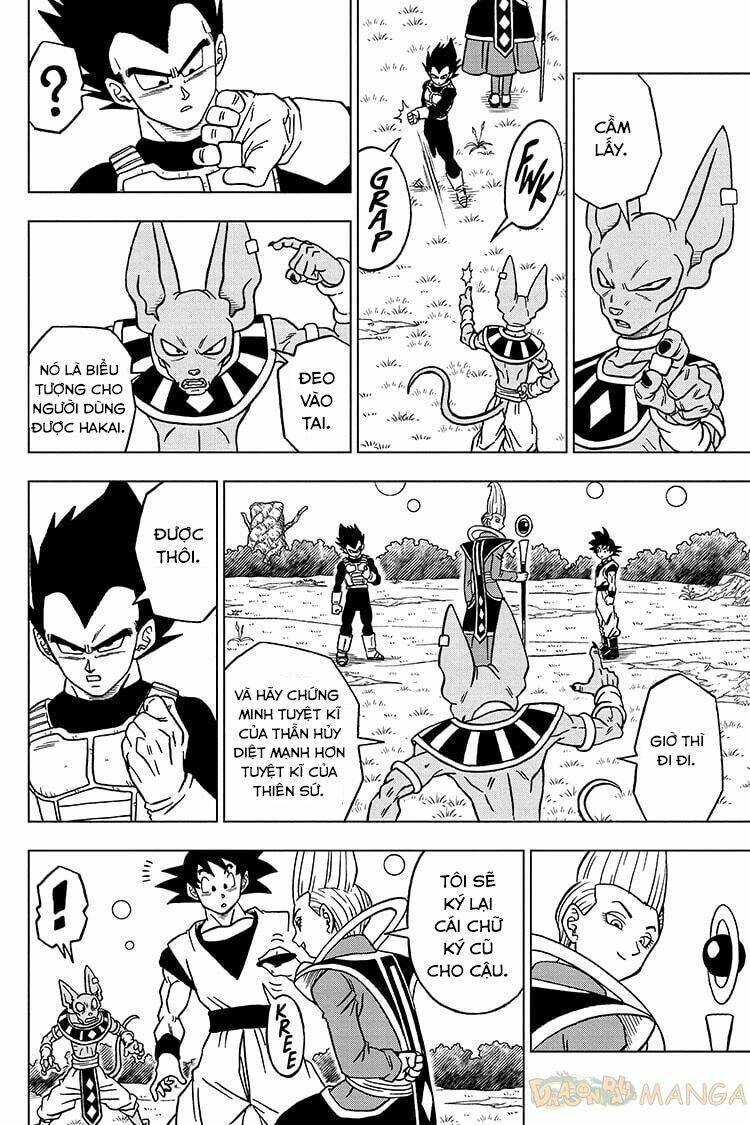 CẦM
LẤY.
FWK
GRAP
?
ĐEO
VÀO
TAI.
NÓ LÀ BIỂU
TƯỢNG CHO
NGƯỜI DÙNG
ĐƯỢC HAKAI.
GIỜ THÌ
ĐI ĐI.
VÀ HÃY CHỨNG
MINH TUYỆT KĨ
CỦA THẦN HỦY
DIỆT MẠNH HƠN
TUYỆT KĨ CỦA
THIÊN SỨ.
ĐƯỢC
THÔI.
TÔI SẼ
KÝ LẠI
CÁI CHỮ
KÝ CŨ
CHO CẬU.
KREE
!
DRAGON BALL MANGA